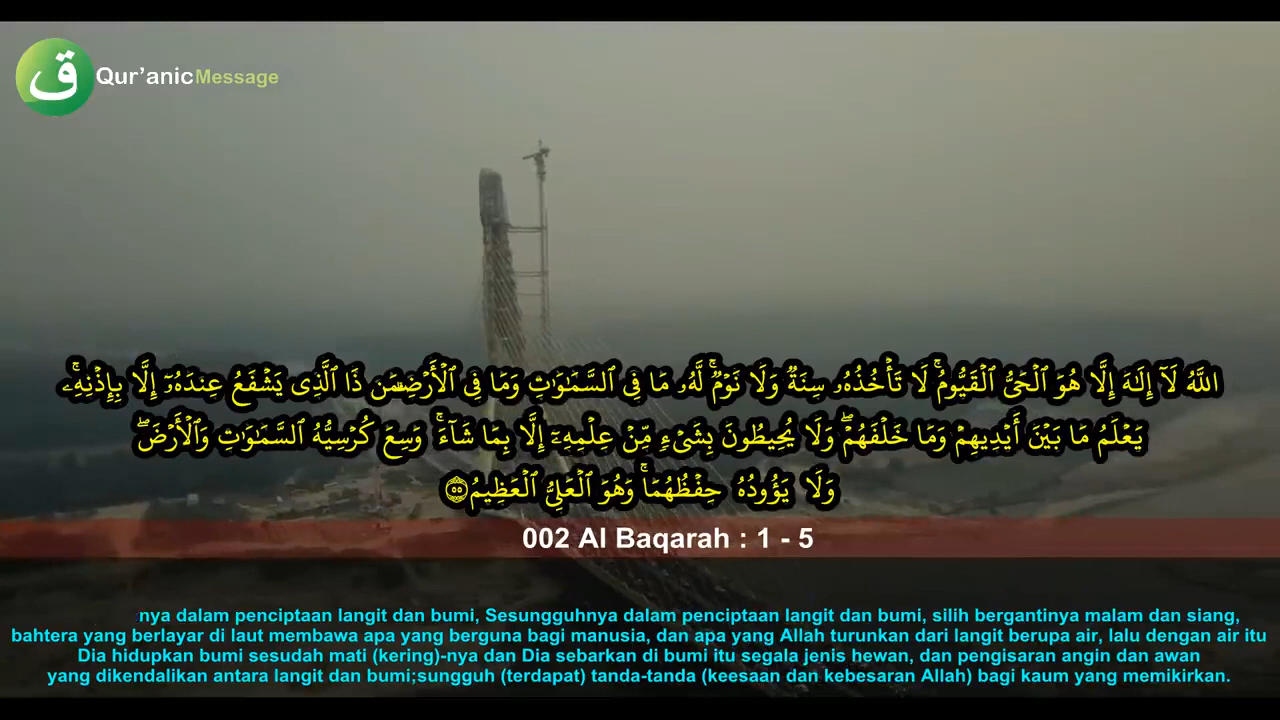 ق Qur'anicMessage
اللَّهُ لَآ إِلَـٰهَ إِلَّا هُوَ ٱلْحَىُّ ٱلْقَيُّومُ ۚ لَا تَأْخُذُهُۥ سِنَةٌ وَلَا نَوْمٌ ۚ لَّهُۥ مَا فِى ٱلسَّمَـٰوَٰتِ وَمَا فِى ٱلْأَرْضِ ۗ مَن ذَا ٱلَّذِى يَشْفَعُ عِندَهُۥٓ إِلَّا بِإِذْنِهِۦ ۚ
يَعْلَمُ مَا بَيْنَ أَيْدِيهِمْ وَمَا خَلْفَهُمْ ۖ وَلَا يُحِيطُونَ بِشَىْءٍ مِّنْ عِلْمِهِۦٓ إِلَّا بِمَا شَآءَ ۚ وَسِعَ كُرْسِيُّهُ ٱلسَّمَـٰوَٰتِ وَٱلْأَرْضَ ۖ
وَلَا يَـُٔودُهُۥ حِفْظُهُمَا ۚ وَهُوَ ٱلْعَلِىُّ ٱلْعَظِيمُ
002 Al Baqarah : 1 - 5
nya dalam penciptaan langit dan bumi, Sesungguhnya dalam penciptaan langit dan bumi, silih bergantinya malam dan siang,
bahtera yang berlayar di laut membawa apa yang berguna bagi manusia, dan apa yang Allah turunkan dari langit berupa air, lalu dengan air itu
Dia hidupkan bumi sesudah mati (kering)-nya dan Dia sebarkan di bumi itu segala jenis hewan, dan pengisaran angin dan awan
yang dikendalikan antara langit dan bumi;sungguh (terdapat) tanda-tanda (keesaan dan kebesaran Allah) bagi kaum yang memikirkan.